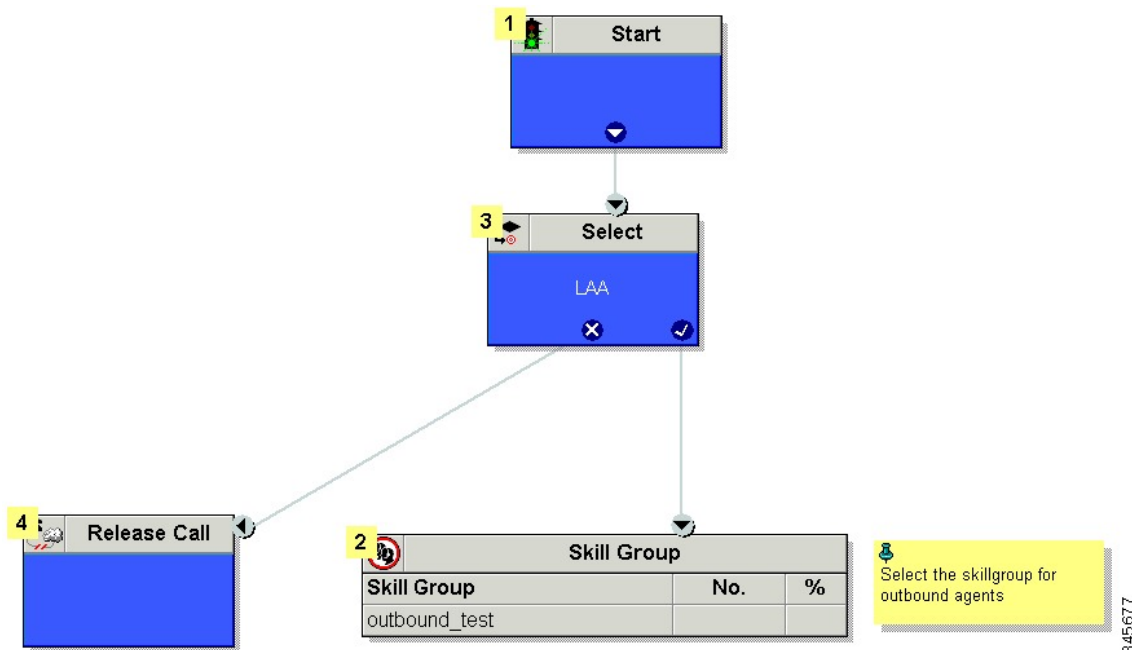 1
Start
3
Select
LAA
4
Release Call
2
Skill Group
Skill Group No. %
outbound_test
Select the skillgroup for
outbound agents
345677